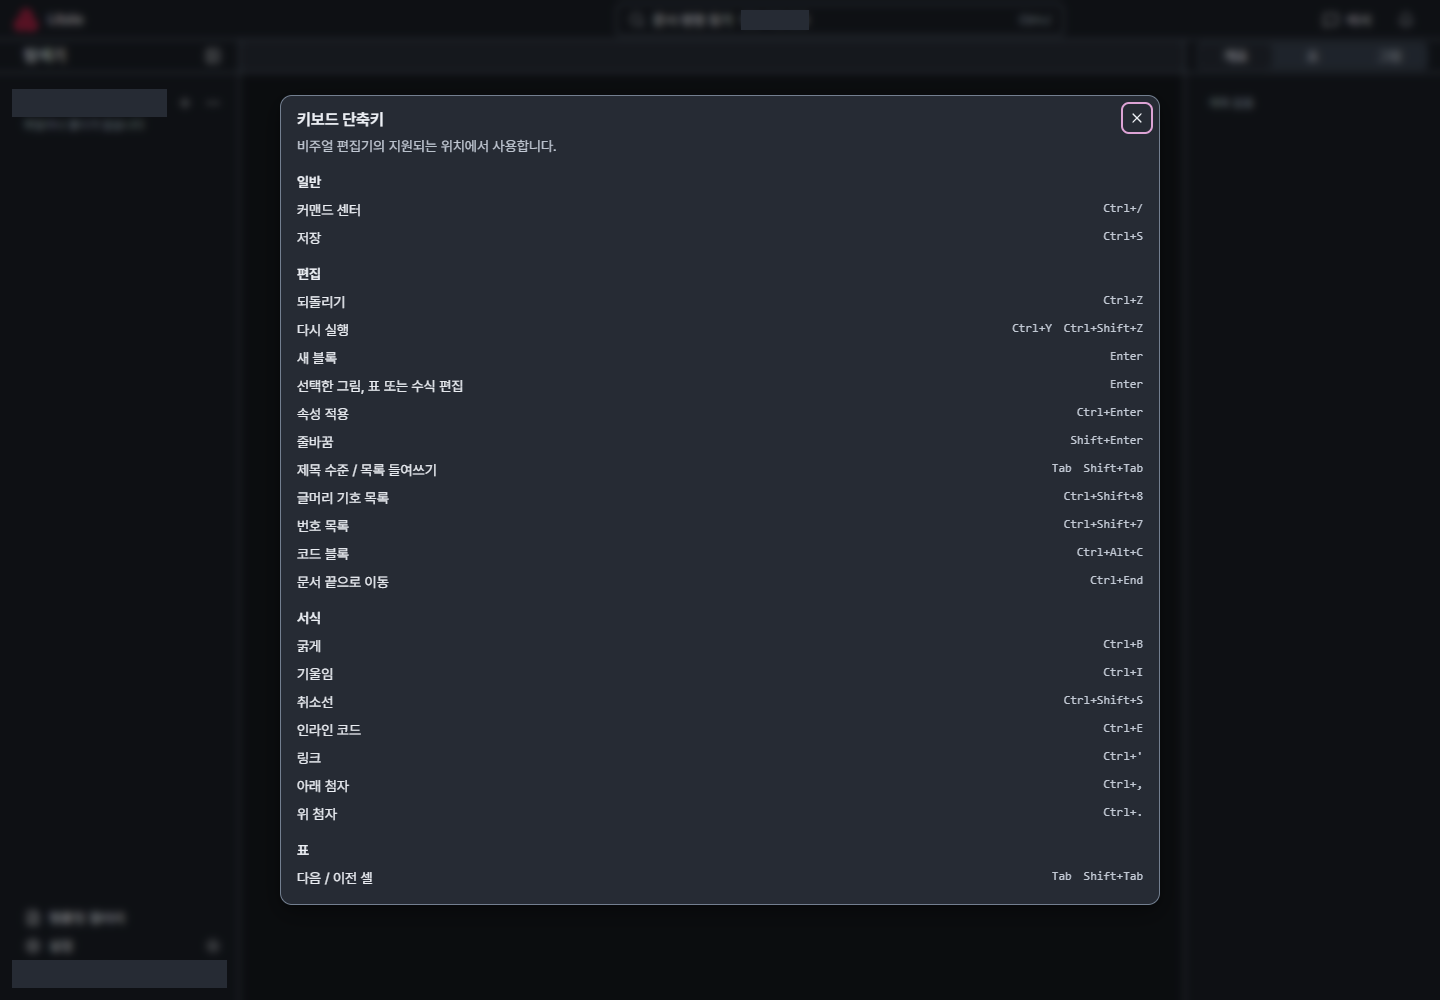 키보드 단축키
비주얼 편집기의 지원되는 위치에서 사용합니다.
일반
커맨드 센터 Ctrl+/
저장 Ctrl+S
편집
되돌리기 Ctrl+Z
다시 실행 Ctrl+Y Ctrl+Shift+Z
새 블록 Enter
선택한 그림, 표 또는 수식 편집 Enter
속성 적용 Ctrl+Enter
줄바꿈 Shift+Enter
제목 수준 / 목록 들여쓰기 Tab Shift+Tab
글머리 기호 목록 Ctrl+Shift+8
번호 목록 Ctrl+Shift+7
코드 블록 Ctrl+Alt+C
문서 끝으로 이동 Ctrl+End
서식
굵게 Ctrl+B
기울임 Ctrl+I
취소선 Ctrl+Shift+S
인라인 코드 Ctrl+E
링크 Ctrl+'
아래 첨자 Ctrl+,
위 첨자 Ctrl+.
표
다음 / 이전 셀 Tab Shift+Tab